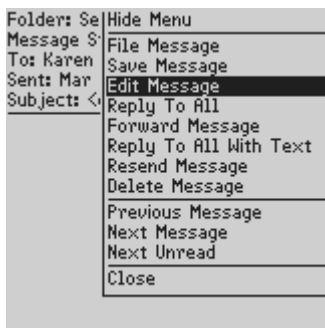 Folder: Se
Message S
To: Karen
Sent: Mar
Subject: <
Hide Menu
File Message
Save Message
Edit Message
Reply To All
Forward Message
Reply To All With Text
Resend Message
Delete Message
Previous Message
Next Message
Next Unread
Close